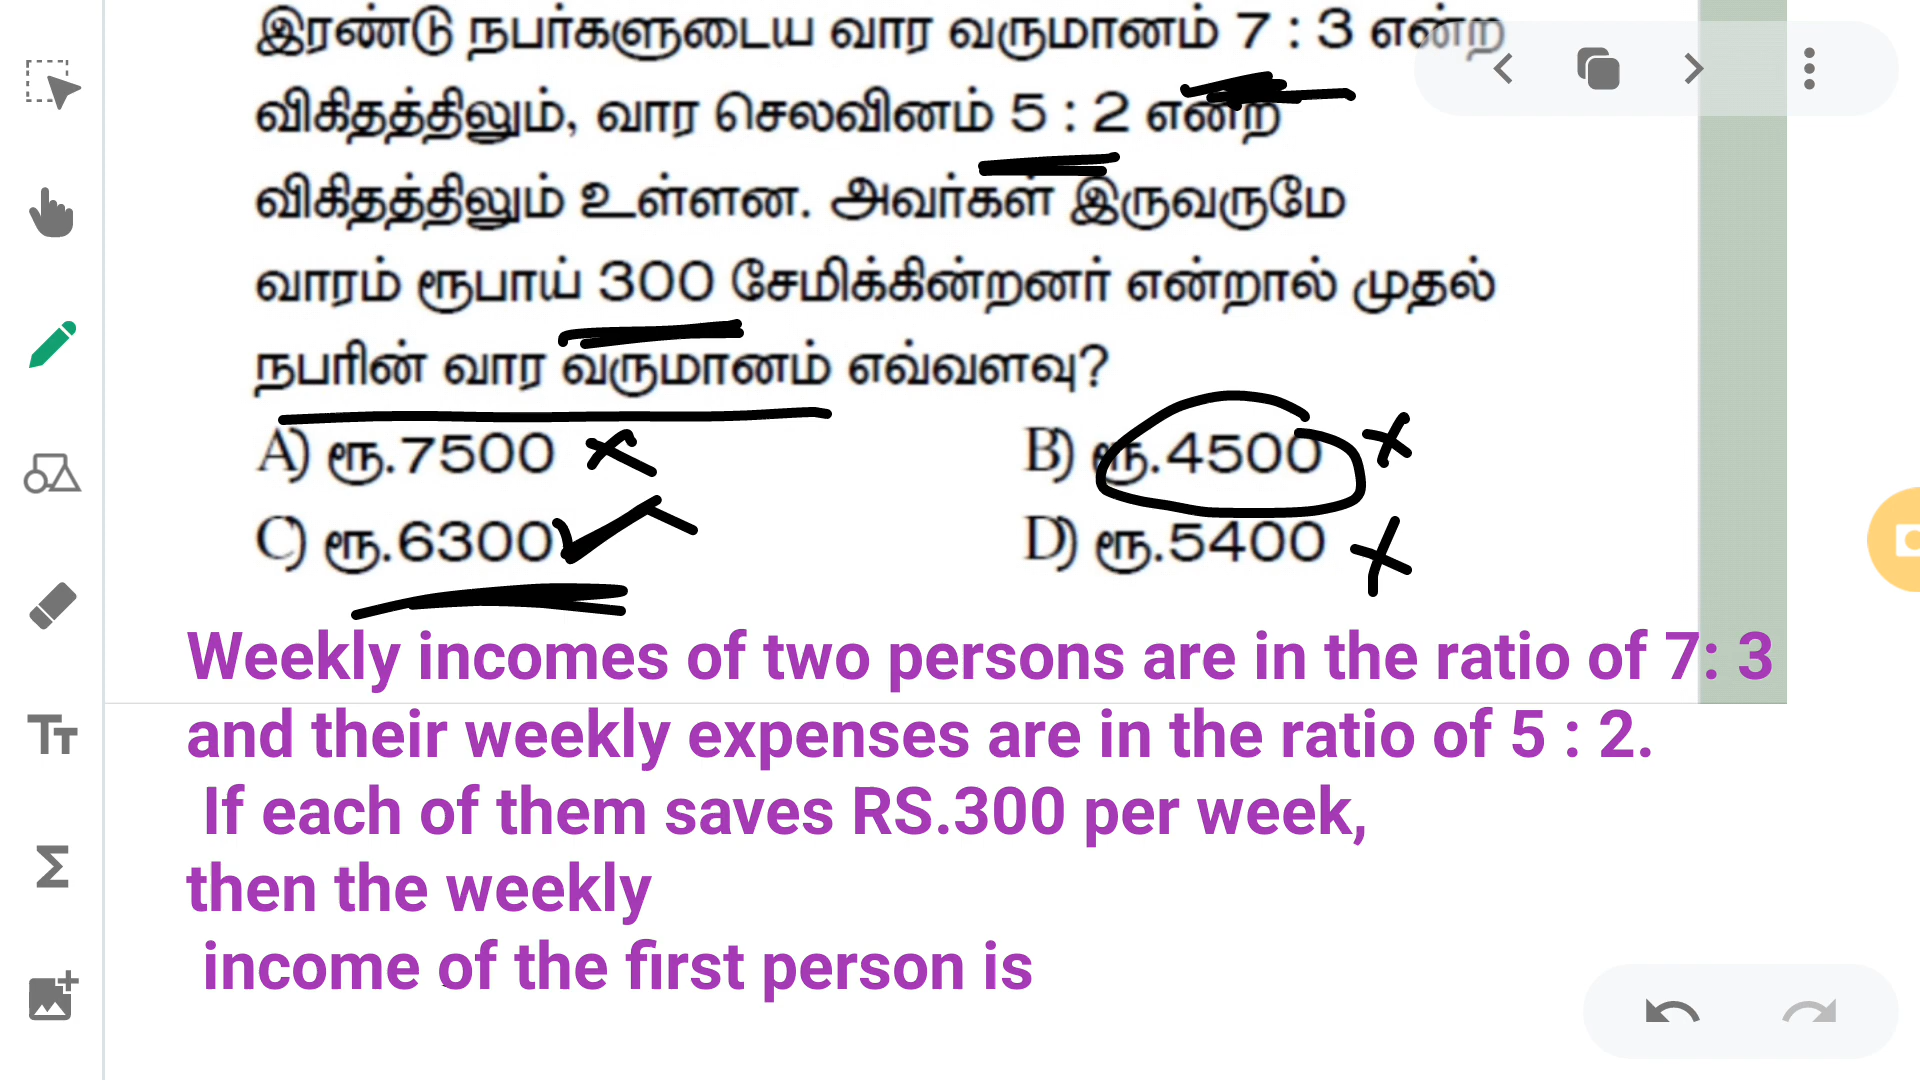 இரண்டு நபர்களுடைய வார வருமானம் 7 : 3 என்ற
விகிதத்திலும், வார செலவினம் 5 : 2 என்ற
விகிதத்திலும் உள்ளன. அவர்கள் இருவருமே
வாரம் ரூபாய் 300 சேமிக்கின்றனர் என்றால் முதல்
நபரின் வார வருமானம் எவ்வளவு?
A) ரூ.7500 B) ரூ.4500
C) ரூ.6300 D) ரூ.5400
Weekly incomes of two persons are in the ratio of 7: 3
and their weekly expenses are in the ratio of 5 : 2.
If each of them saves RS.300 per week,
then the weekly
income of the first person is